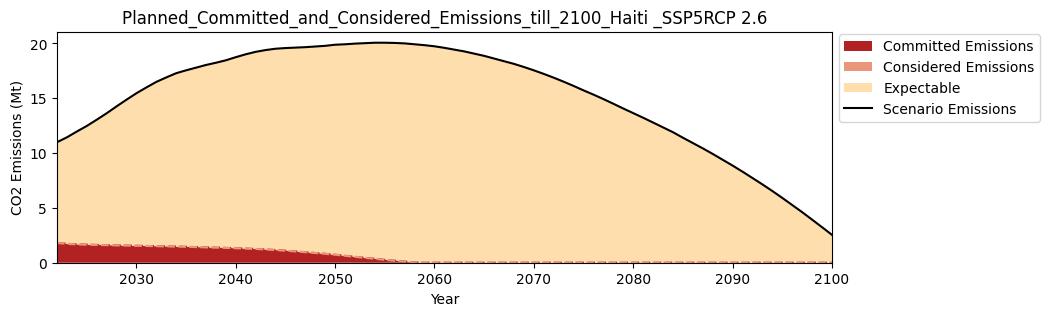 Planned_Committed_and_Considered_Emissions_till_2100_Haiti _SSP5RCP 2.6
CO2 Emissions (Mt)
20
15
10
5
0
2030 2040 2050 2060 2070 2080 2090 2100
Year
Committed Emissions
Considered Emissions
Expectable
Scenario Emissions